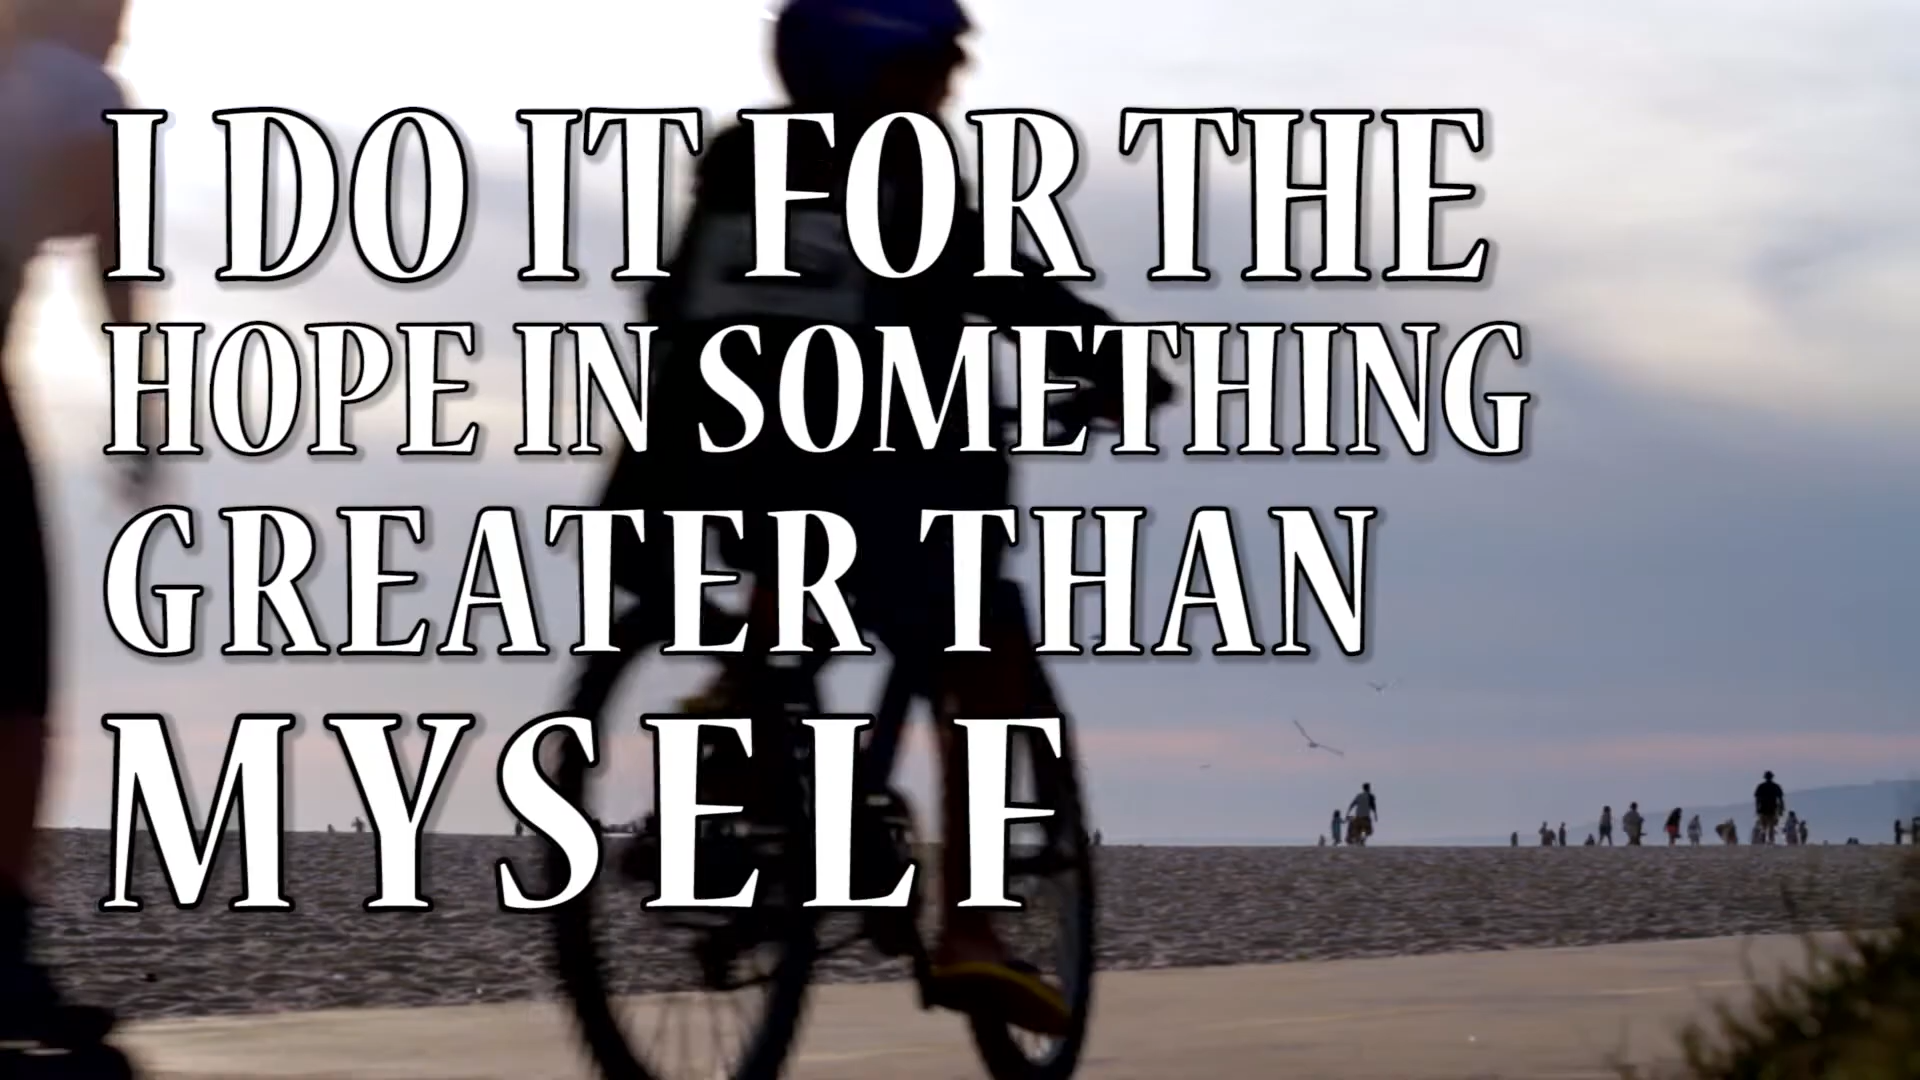 I DO IT FOR THE
HOPE IN SOMETHING
GREATER THAN
MYSELF